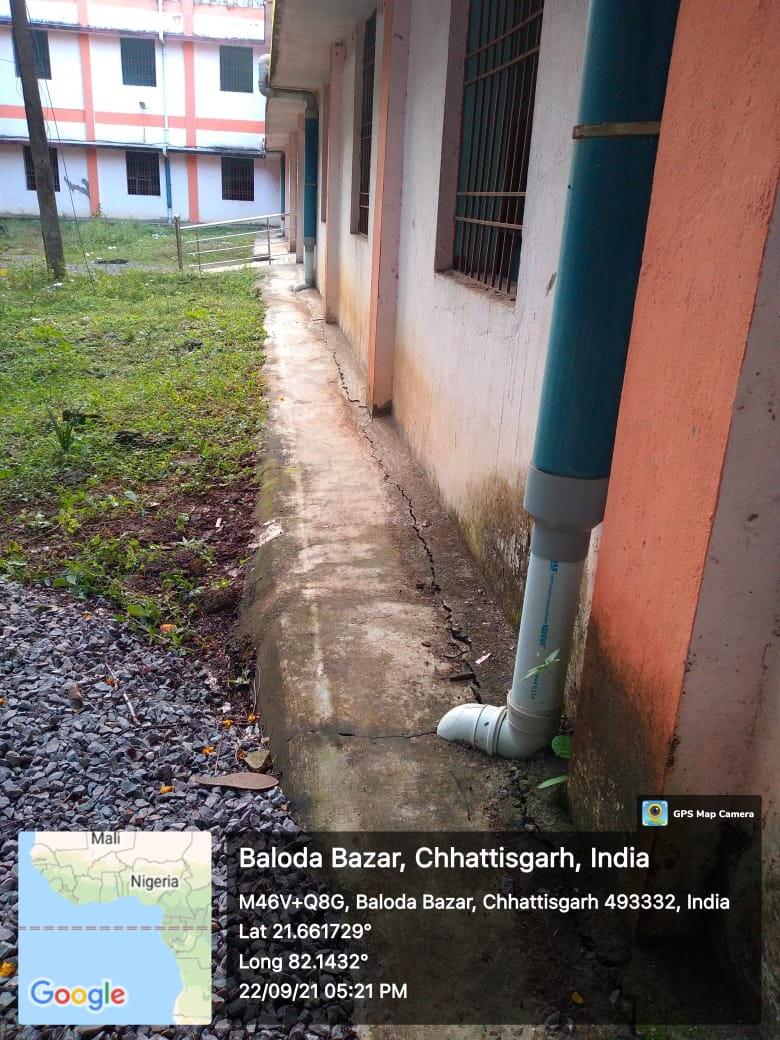 GPS Map Camera
Mali
Nigeria
Google
Baloda Bazar, Chhattisgarh, India
M46V+Q8G, Baloda Bazar, Chhattisgarh 493332, India
Lat 21.661729°
Long 82.1432°
22/09/21 05:21 PM